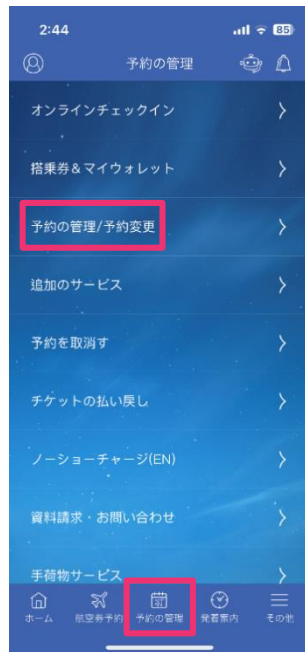 2:44
85
予約の管理
オンラインチェックイン
搭乗券&マイウォレット
予約の管理/予約変更
追加のサービス
予約を取消す
チケットの払い戻し
ノーショーチャージ(EN)
資料請求・お問い合わせ
手荷物サービス
ホーム 航空券予約 予約の管理 発着案内 その他